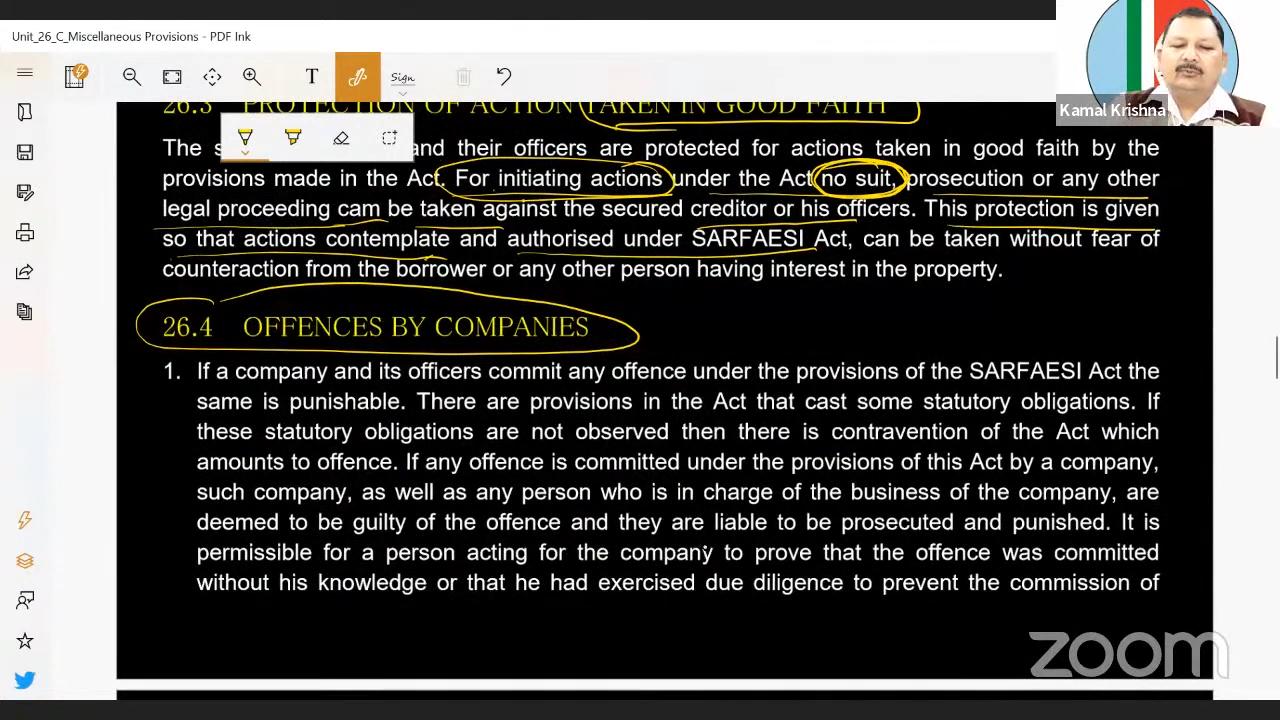 Unit_26_C_Miscellaneous Provisions - PDF Ink
Sign
Kamal Krishna
26.3 PROTECTION OF ACTION TAKEN IN GOOD FAITH
The s and their officers are protected for actions taken in good faith by the
provisions made in the Act. For initiating actions under the Act no suit, prosecution or any other
legal proceeding cam be taken against the secured creditor or his officers. This protection is given
so that actions contemplate and authorised under SARFAESI Act, can be taken without fear of
counteraction from the borrower or any other person having interest in the property.
26.4 OFFENCES BY COMPANIES
1. If a company and its officers commit any offence under the provisions of the SARFAESI Act the
same is punishable. There are provisions in the Act that cast some statutory obligations. If
these statutory obligations are not observed then there is contravention of the Act which
amounts to offence. If any offence is committed under the provisions of this Act by a company,
such company, as well as any person who is in charge of the business of the company, are
deemed to be guilty of the offence and they are liable to be prosecuted and punished. It is
permissible for a person acting for the company to prove that the offence was committed
without his knowledge or that he had exercised due diligence to prevent the commission of
zoom